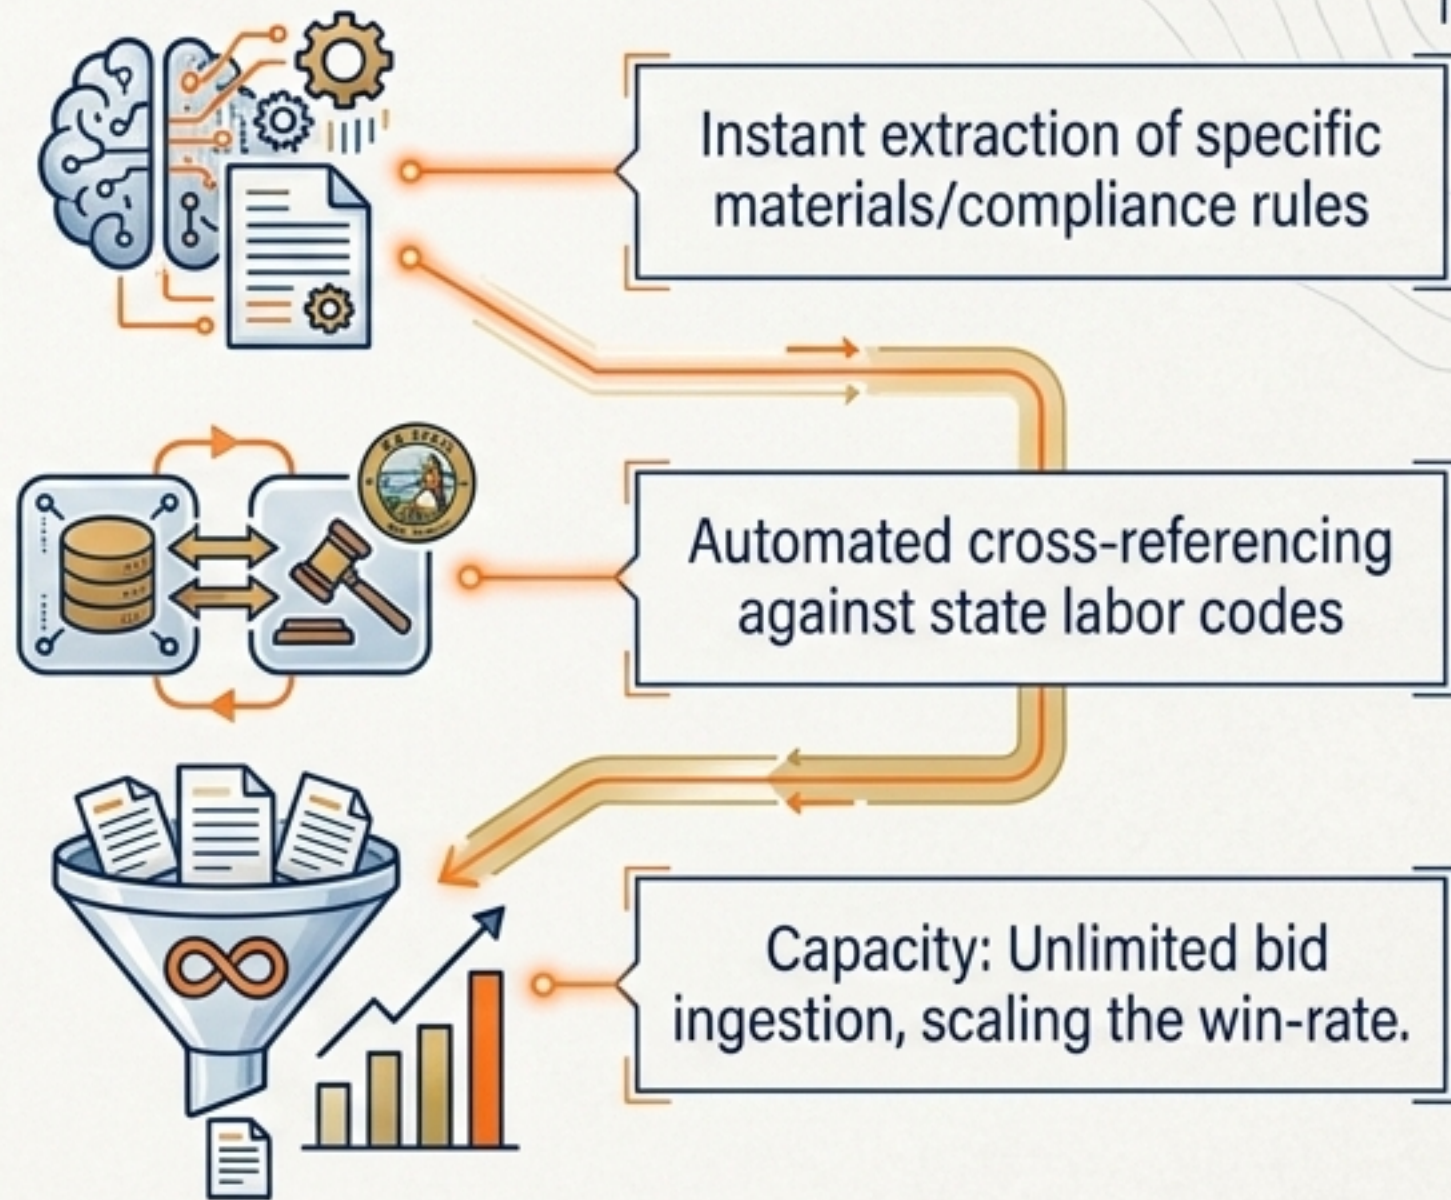 Instant extraction of specific
materials/compliance rules
Automated cross-referencing
against state labor codes
Capacity: Unlimited bid
ingestion, scaling the win-rate.